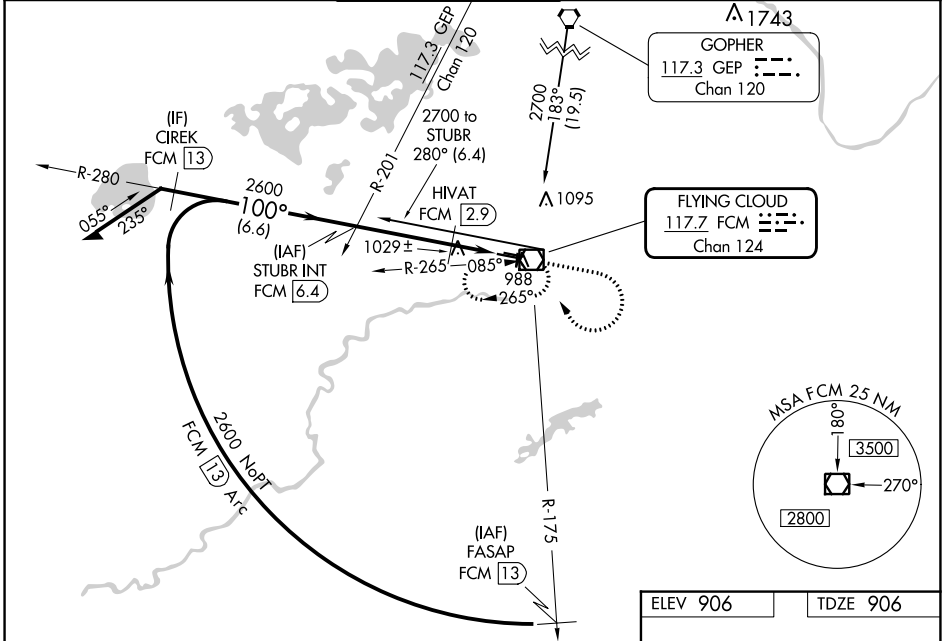 1743
GOPHER
117.3 GEP
Chan 120
117.3 GEP
Chan 120
2700
183°
(19.5)
2700 to
STUBR
280° (6.4)
(IF)
CIREK
FCM 13
R-280
R-201
055°
235°
2600
100°
(6.6)
HIVAT
FCM 2.9
1095
FLYING CLOUD
117.7 FCM
Chan 124
(IAF)
STUBR INT
FCM 6.4
1029 ±
R-265
085°
988
265°
2600 NoPT
FCM 13 Arc
R-175
(IAF)
FASAP
FCM 13
MSA FCM 25 NM
180°
3500
270°
2800
ELEV 906
TDZE 906